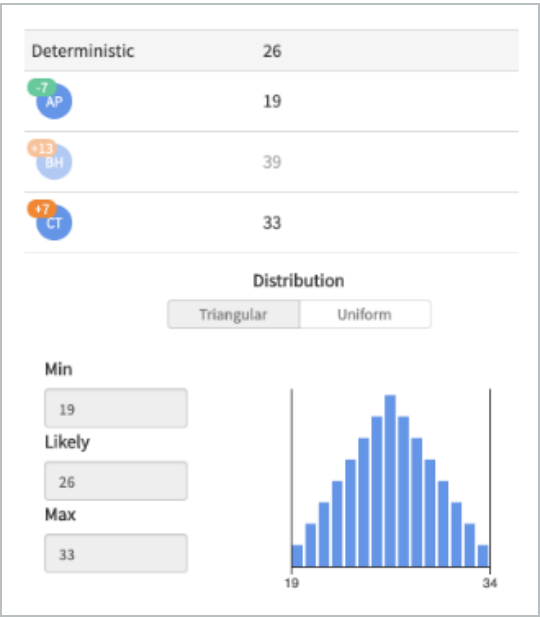 Deterministic 26
-7
AP 19
+13
BH 39
+7
CT 33
Distribution
Triangular Uniform
Min
19
Likely
26
Max
33
19 34